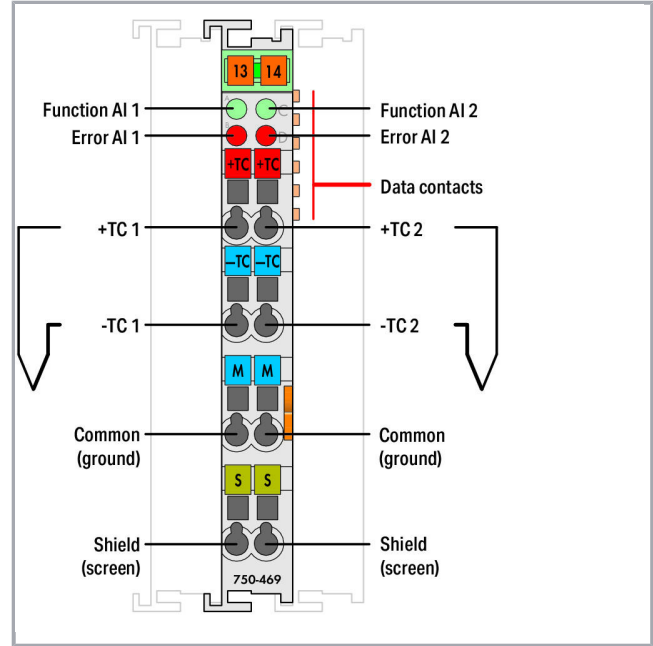 13 14
A C
Function AI 1
Function AI 2
B D
Error AI 1
Error AI 2
+TC +TC
Data contacts
+TC 1
+TC 2
–TC –TC
-TC 1
-TC 2
M M
Common
(ground)
Common
(ground)
S S
Shield
(screen)
Shield
(screen)
750-469